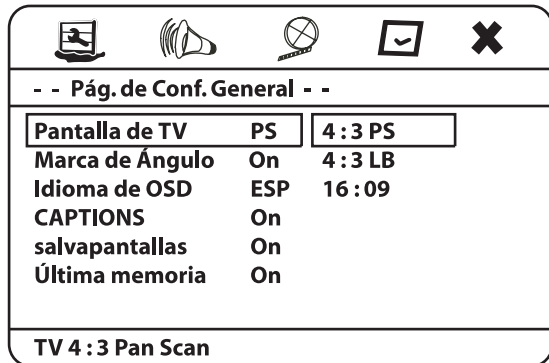 - - Pág. de Conf. General - -
Pantalla de TV PS 4 : 3 PS
Marca de Ángulo On 4 : 3 LB
Idioma de OSD ESP 16 : 09
CAPTIONS On
salvapantallas On
Última memoria On
TV 4 : 3 Pan Scan